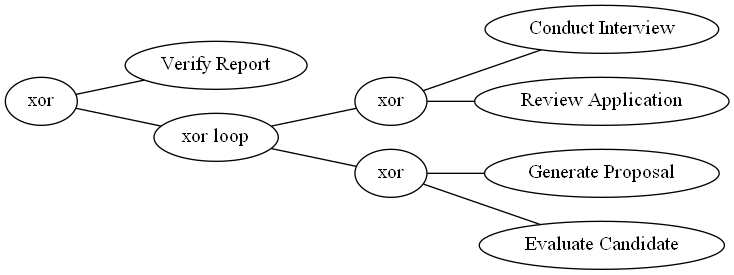 Conduct Interview
Verify Report
xor
xor
Review Application
xor loop
xor
Generate Proposal
Evaluate Candidate